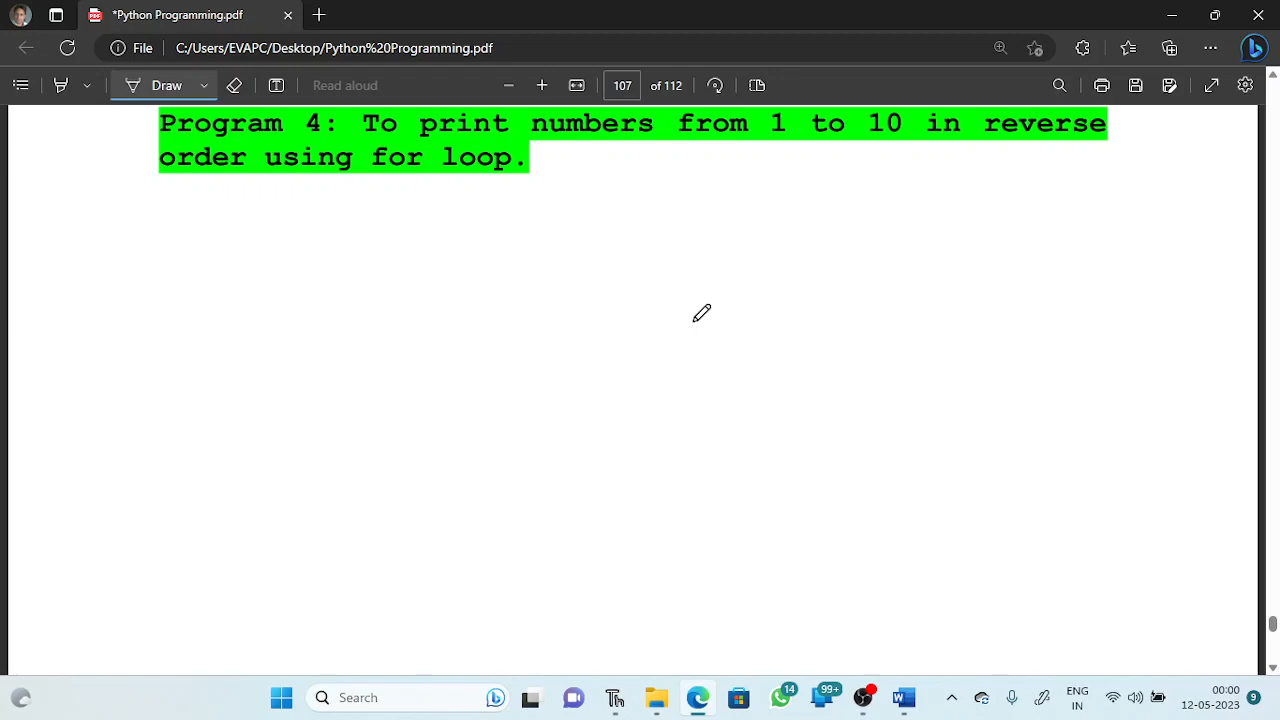 *Python Programming.pdf
File C:/Users/EVAPC/Desktop/Python%20Programming.pdf
Draw Read aloud 107 of 112
Program 4: To print numbers from 1 to 10 in reverse
order using for loop.
Search 14 99+ ENG 00:00
IN 12-05-2023 9